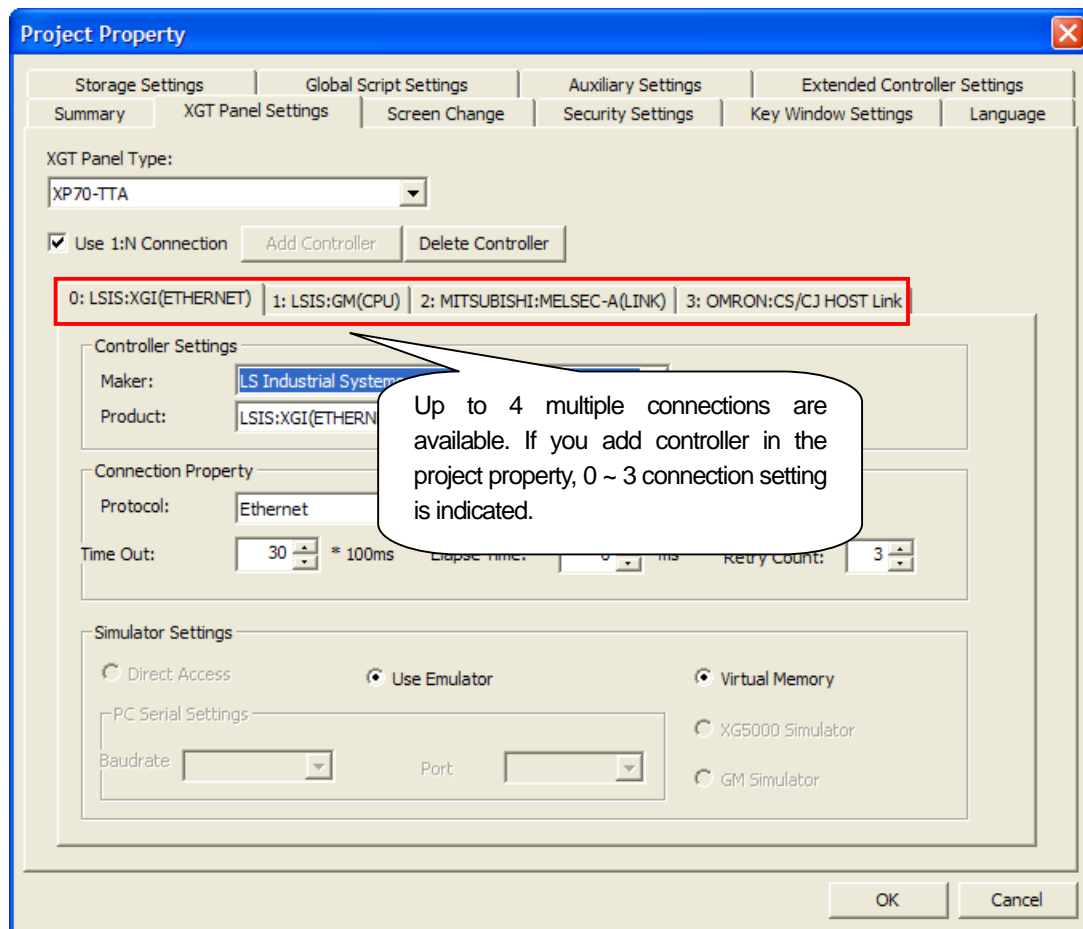 Project Property
Storage Settings Global Script Settings Auxiliary Settings Extended Controller Settings
Summary XGT Panel Settings Screen Change Security Settings Key Window Settings Language
XGT Panel Type:
XP70-TTA
Use 1:N Connection Add Controller Delete Controller
0: LSIS:XGI(ETHERNET) 1: LSIS:GM(CPU) 2: MITSUBISHI:MELSEC-A(LINK) 3: OMRON:CS/CJ HOST Link
Controller Settings
Maker: LS Industrial Systems
Product: LSIS:XGI(ETHERN
Up to 4 multiple connections are
available. If you add controller in the
project property, 0 ~ 3 connection setting
is indicated.
Connection Property
Protocol: Ethernet
Time Out: 30 * 100ms Elapse Time: 0 ms Retry Count: 3
Simulator Settings
Direct Access Use Emulator Virtual Memory
PC Serial Settings
XG5000 Simulator
Baudrate Port
GM Simulator
OK Cancel